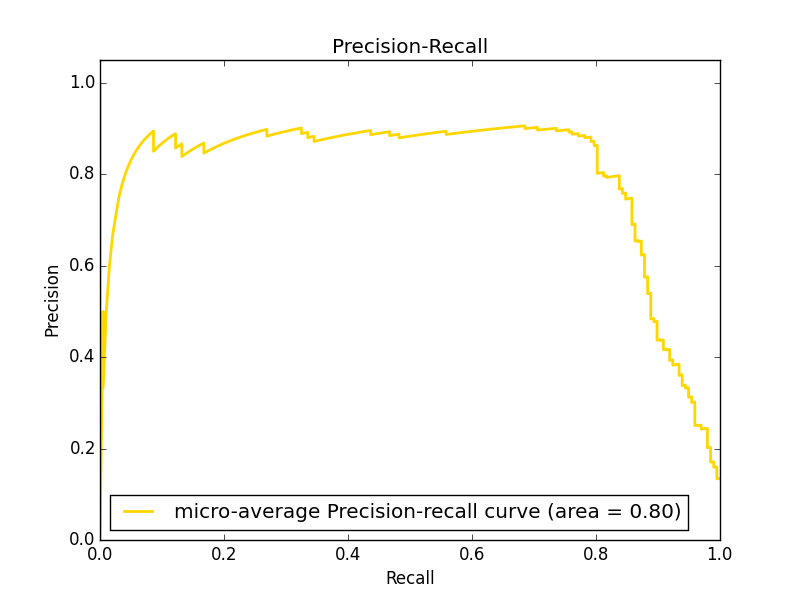 Precision-Recall
1.0
0.8
0.6
0.4
0.2
0.0
Precision
micro-average Precision-recall curve (area = 0.80)
0.0 0.2 0.4 0.6 0.8 1.0
Recall